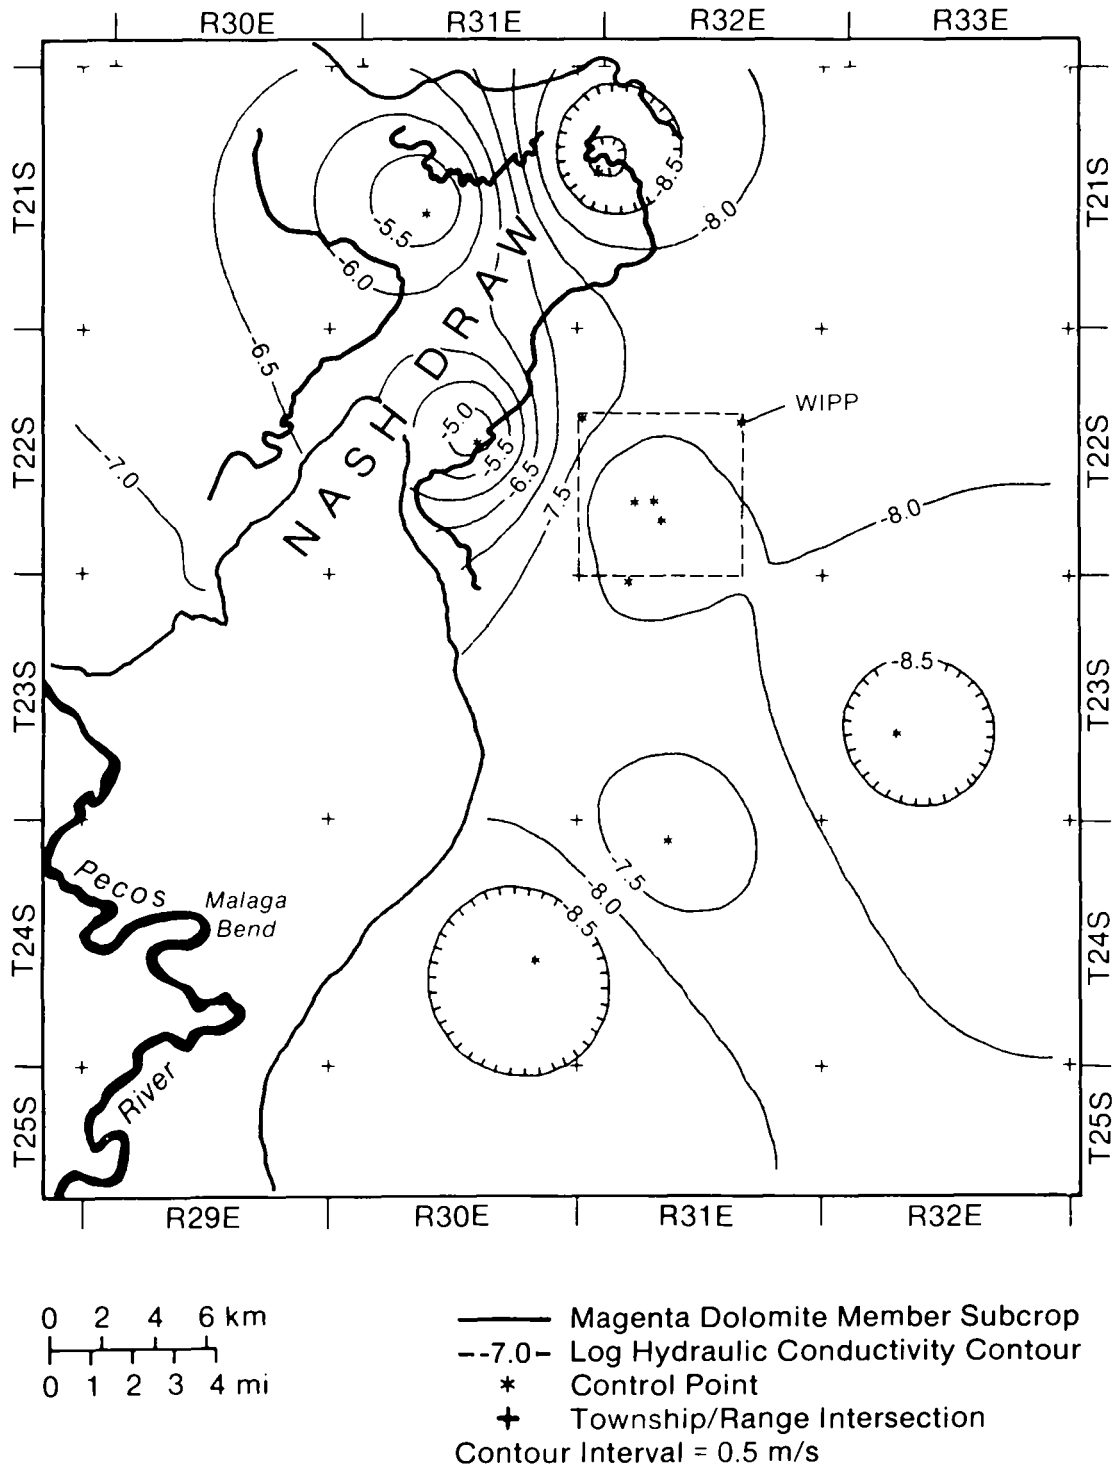 R30E R31E R32E R33E
T21S
T21S
-8.5
-8.0
-5.5
-6.0
-6.5
NASH DRAW
-5.0
-5.5
-6.5
-7.5
-7.0
WIPP
T22S
T22S
-8.0
T23S
T23S
-8.5
-7.5
-8.0
-8.5
Pecos
Malaga
Bend
River
T24S
T24S
T25S
T25S
R29E R30E R31E R32E
0 2 4 6 km
0 1 2 3 4 mi
Magenta Dolomite Member Subcrop
--7.0- Log Hydraulic Conductivity Contour
* Control Point
+ Township/Range Intersection
Contour Interval = 0.5 m/s